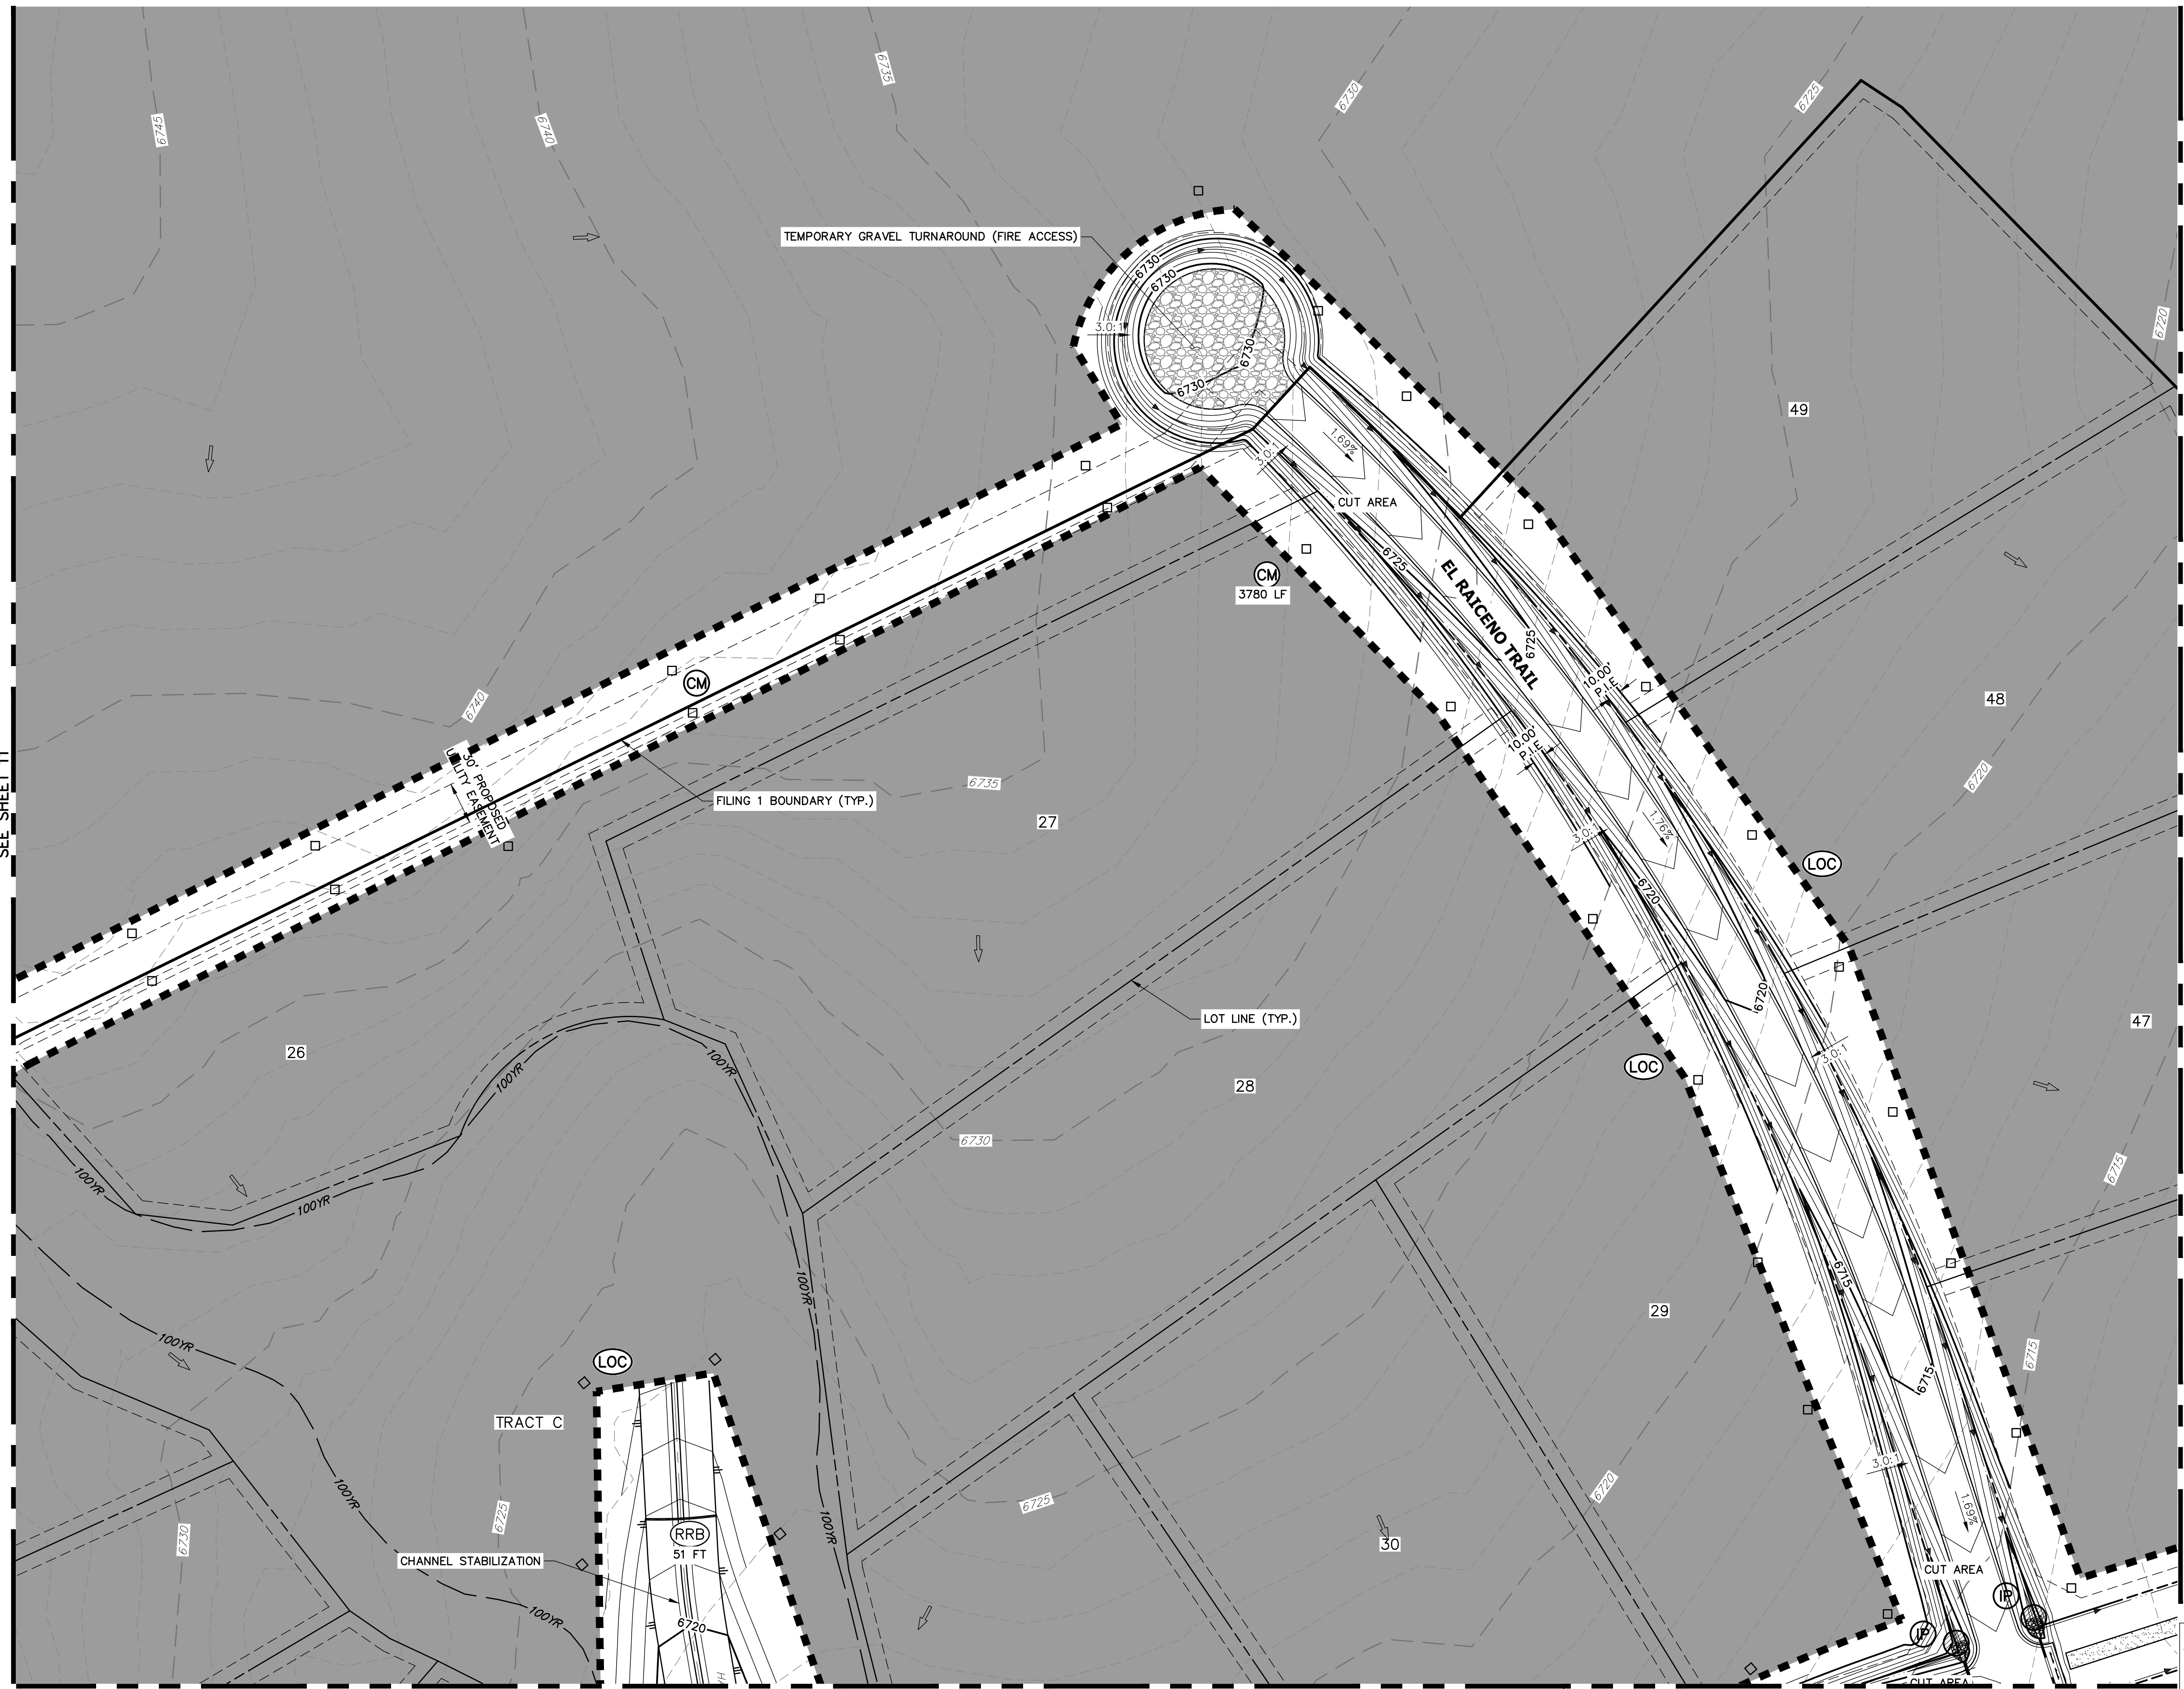 6735
6745
6740
6730
6725
TEMPORARY GRAVEL TURNAROUND (FIRE ACCESS)
6730
6730
3.0:1
6730
6730
6720
49
1.69%
3.0:1
CUT AREA
6725
EL RAICENO TRAIL
CM
3780 LF
6725
10.00'
P.I.E.
CM
6740
48
10.00'
P.I.E.
30' PROPOSED
UTILITY EASEMENT
SEE SHEET 11
FILING 1 BOUNDARY (TYP.)
6735
27
6720
3.0:1
1.76%
LOC
6720
6720
LOT LINE (TYP.)
47
26
3.0:1
100YR
100YR
LOC
28
6730
6715
100YR
100YR
100YR
6715
29
100YR
LOC
6715
6715
TRACT C
3.0:1
100YR
6725
6725
6720
1.69%
6730
RRB
51 FT
100YR
30
CHANNEL STABILIZATION
CUT AREA
IP
100YR
6720
IP
CUT AREA